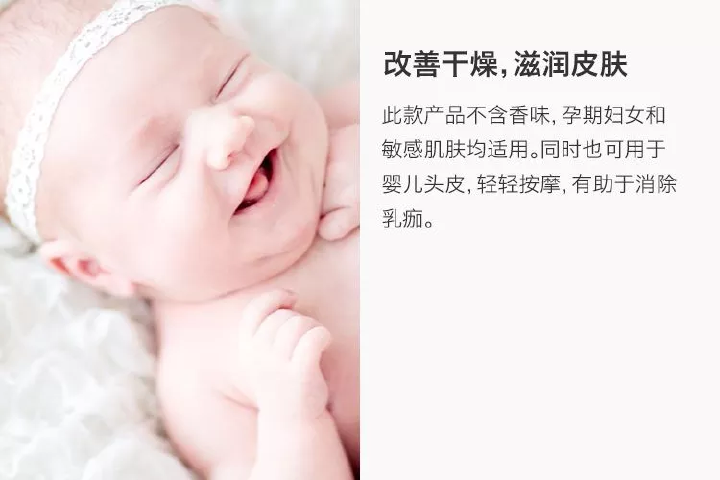 改善干燥，滋润皮肤
此款产品不含香味，孕期妇女和
敏感肌肤均适用。同时也可用于
婴儿头皮，轻轻按摩，有助于消除
乳痂。